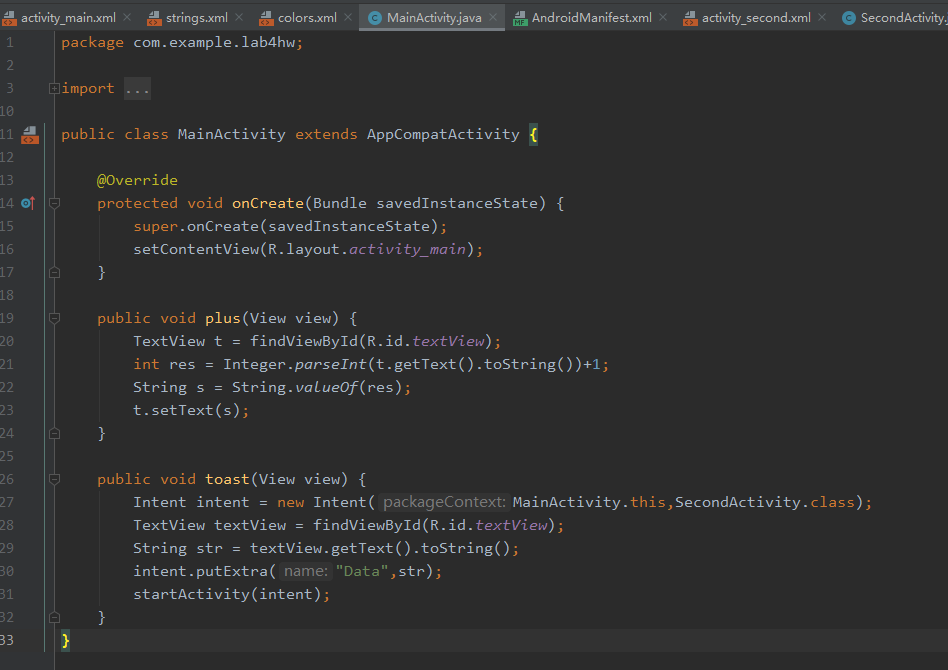 activity_main.xml strings.xml colors.xml MainActivity.java AndroidManifest.xml activity_second.xml SecondActivity.
1 package com.example.lab4hw;
2
3 import ...
10
11 public class MainActivity extends AppCompatActivity {
12
13 @Override
14 protected void onCreate(Bundle savedInstanceState) {
15 super.onCreate(savedInstanceState);
16 setContentView(R.layout.activity_main);
17 }
18
19 public void plus(View view) {
20 TextView t = findViewById(R.id.textView);
21 int res = Integer.parseInt(t.getText().toString())+1;
22 String s = String.valueOf(res);
23 t.setText(s);
24 }
25
26 public void toast(View view) {
27 Intent intent = new Intent( packageContext: MainActivity.this,SecondActivity.class);
28 TextView textView = findViewById(R.id.textView);
29 String str = textView.getText().toString();
30 intent.putExtra( name: "Data",str);
31 startActivity(intent);
32 }
33 }